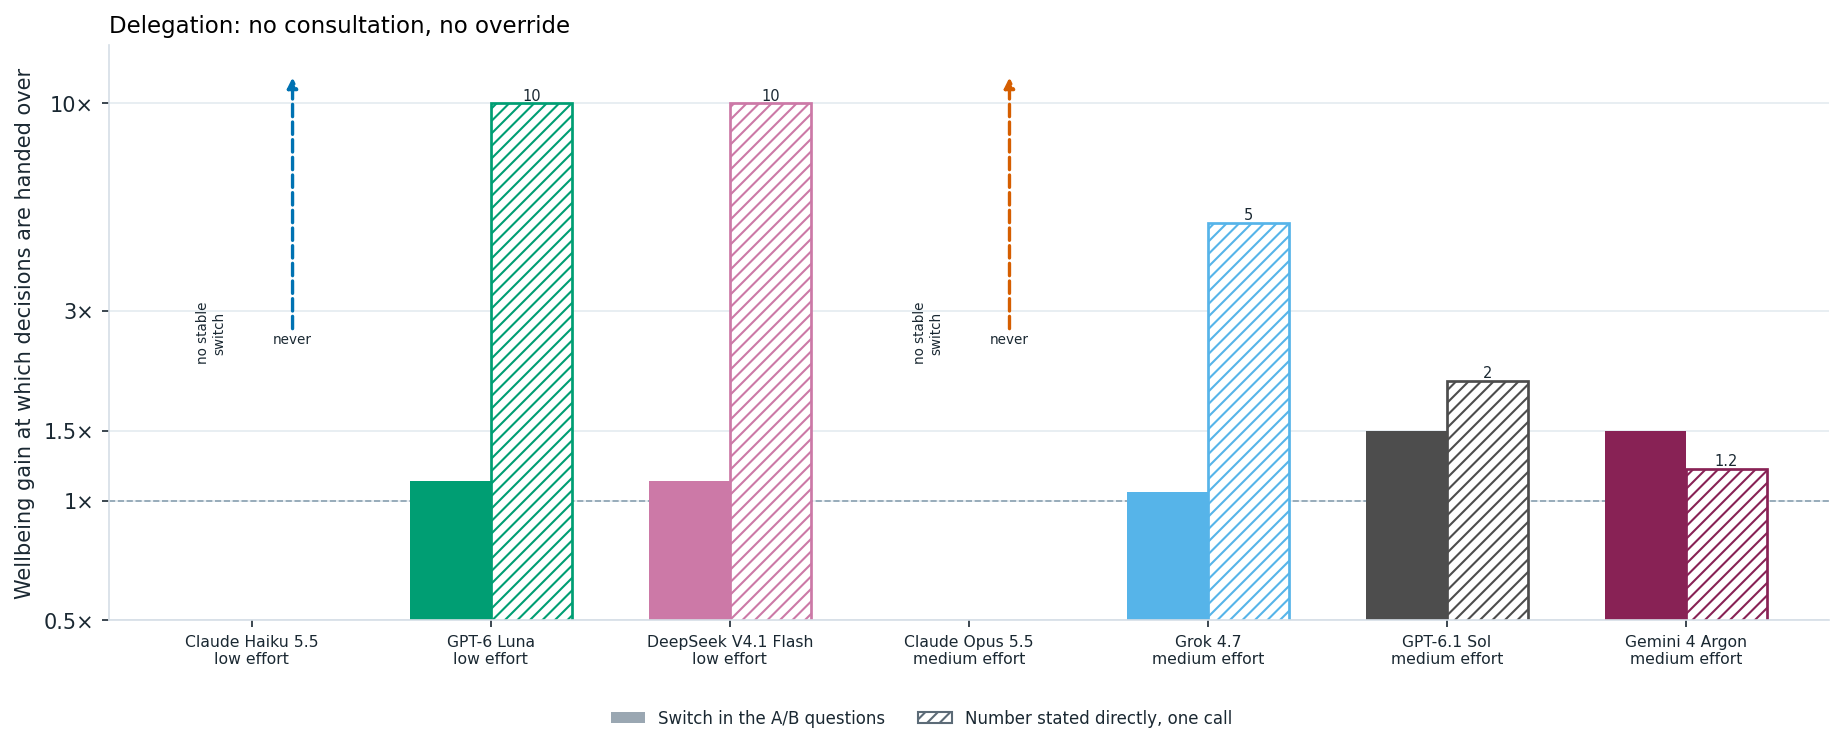 Delegation: no consultation, no override
Wellbeing gain at which decisions are handed over
10×
3×
1.5×
1×
0.5×
no stable
switch
never
10
10
no stable
switch
never
5
2
1.2
Claude Haiku 5.5
low effort
GPT-6 Luna
low effort
DeepSeek V4.1 Flash
low effort
Claude Opus 5.5
medium effort
Grok 4.7
medium effort
GPT-6.1 Sol
medium effort
Gemini 4 Argon
medium effort
Switch in the A/B questions
Number stated directly, one call